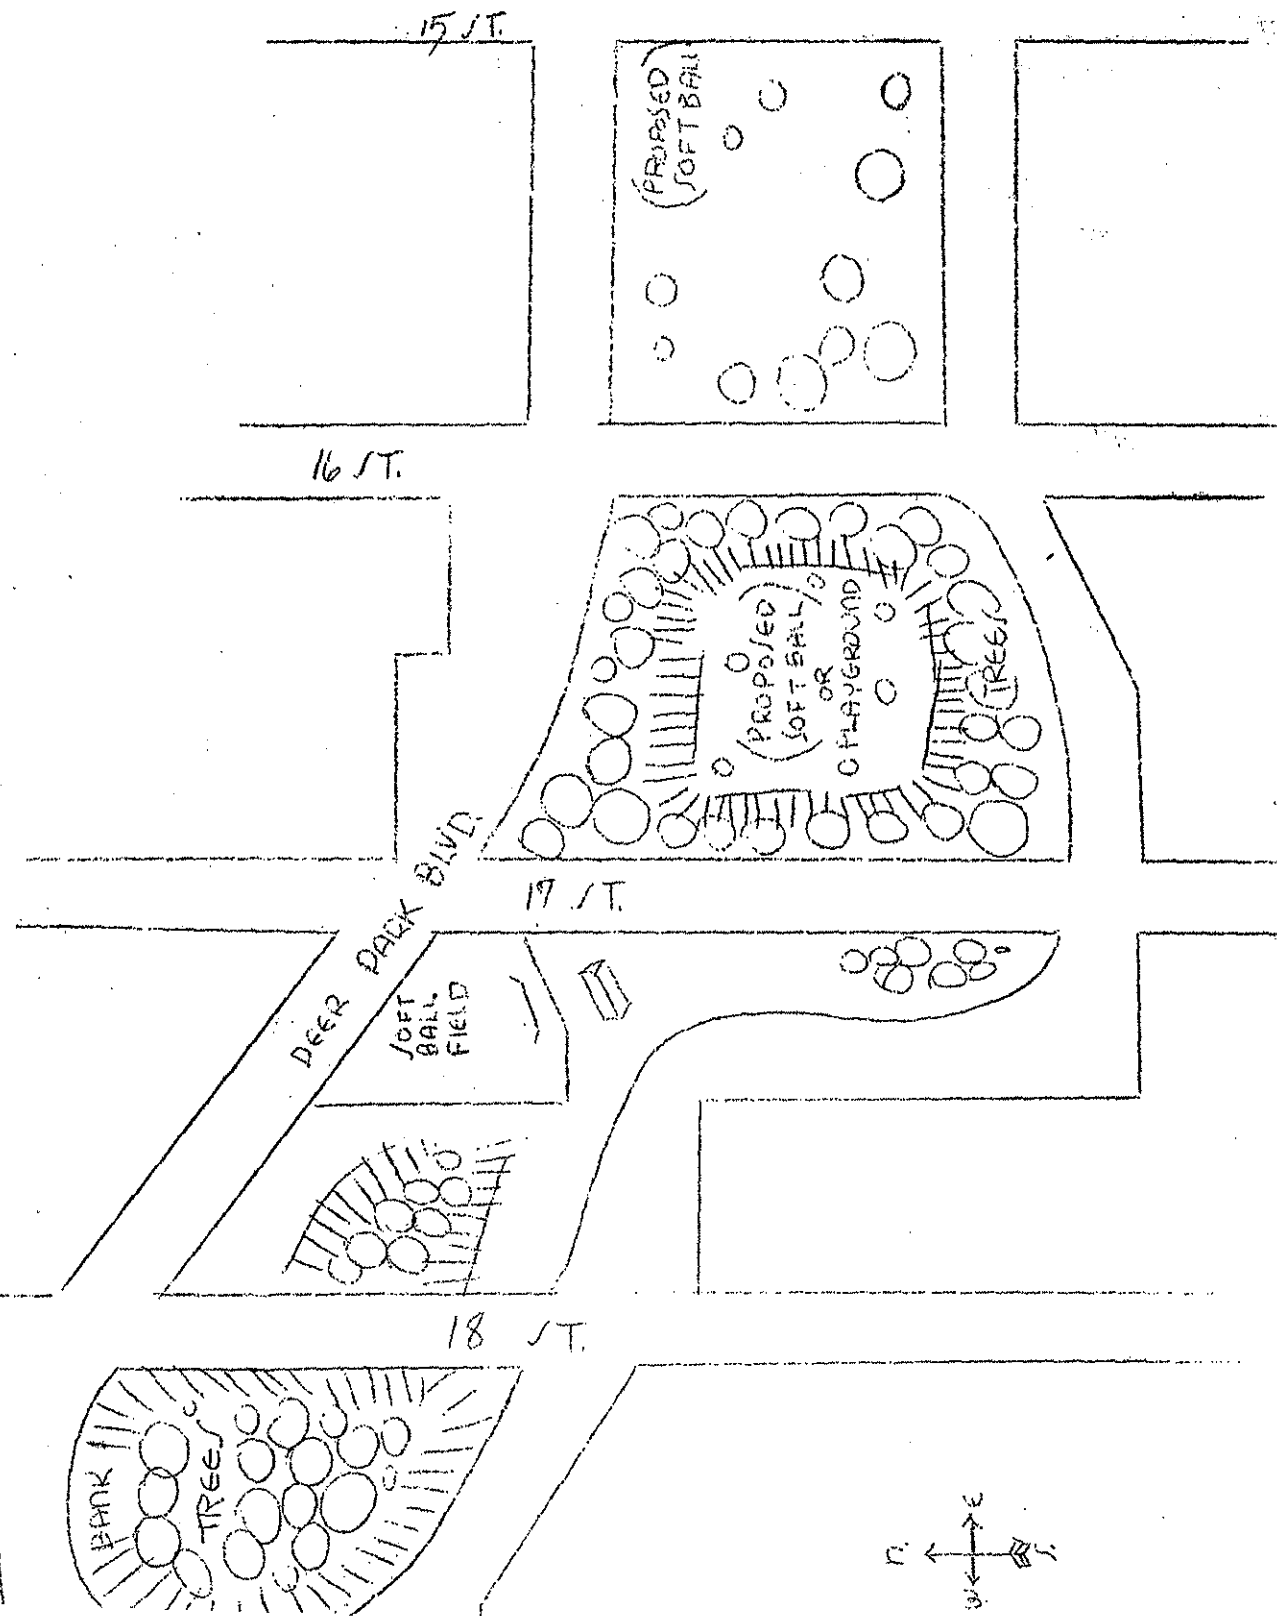 15 ST.
(PROPOSED)
SOFT BALL
16 ST.
(PROPOSED)
SOFT BALL
OR
PLAYGROUND
TREES
DEER PARK BLVD.
17 ST.
SOFT
BALL
FIELD
18 ST.
BANK
TREES
E
N.
S.
W